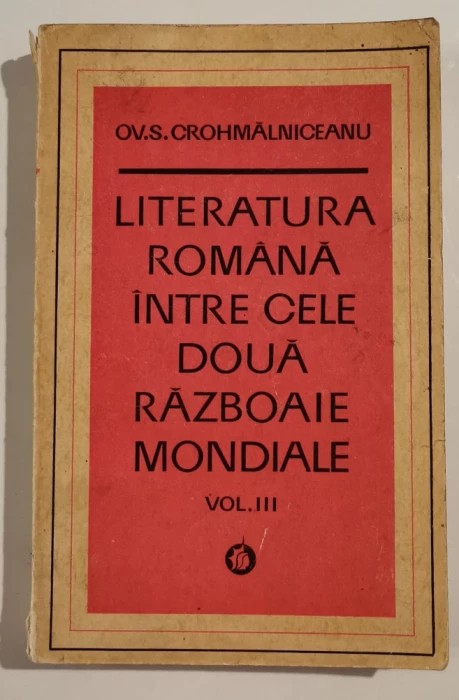 OV.S.CROHMĂLNICEANU
LITERATURA
ROMÂNĂ
ÎNTRE CELE
DOUĂ
RĂZBOAIE
MONDIALE
VOL.III